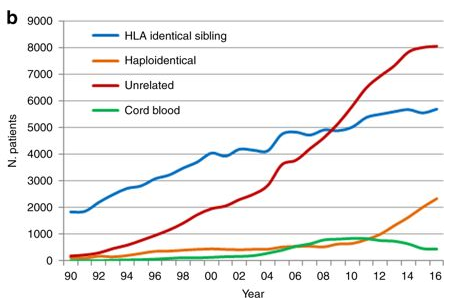 b
9000
8000
7000
6000
5000
4000
3000
2000
1000
0
N. patients
HLA identical sibling
Haploidentical
Unrelated
Cord blood
90 92 94 96 98 00 02 04 06 08 10 12 14 16
Year